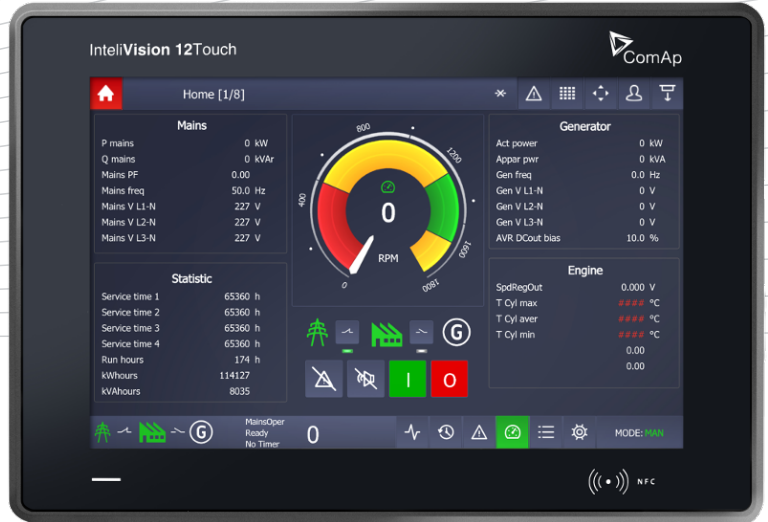 InteliVision 12Touch
ComAp
Home [1/8]
Mains
P mains 0 kW
Q mains 0 kVAr
Mains PF 0.00
Mains freq 50.0 Hz
Mains V L1-N 227 V
Mains V L2-N 227 V
Mains V L3-N 227 V
Statistic
Service time 1 65360 h
Service time 2 65360 h
Service time 3 65360 h
Service time 4 65360 h
Run hours 174 h
kWhours 114127
kVAhours 8035
0
400
800
1200
1600
1800
0
RPM
G
I O
Generator
Act power 0 kW
Appar pwr 0 kVA
Gen freq 0.0 Hz
Gen V L1-N 0 V
Gen V L2-N 0 V
Gen V L3-N 0 V
AVR DCout bias 10.0 %
Engine
SpdRegOut 0.000 V
T Cyl max #### °C
T Cyl aver #### °C
T Cyl min #### °C
0.00
0.00
G
MainsOper
Ready
No Timer
0
MODE: MAN
NFC